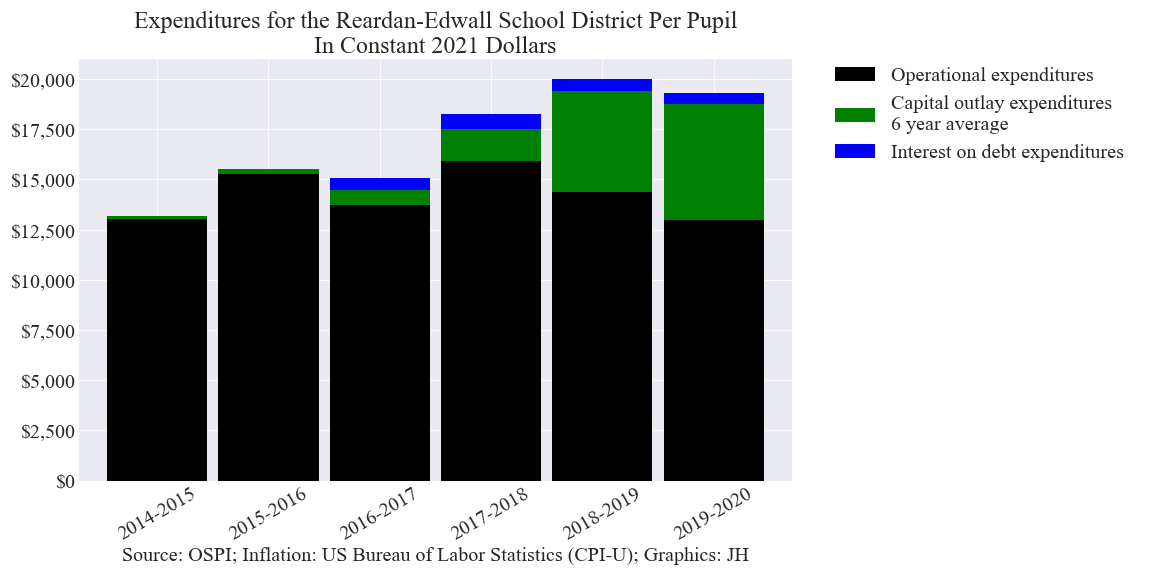 Expenditures for the Reardan-Edwall School District Per Pupil
In Constant 2021 Dollars
$20,000
$17,500
$15,000
$12,500
$10,000
$7,500
$5,000
$2,500
$0
2014-2015
2015-2016
2016-2017
2017-2018
2018-2019
2019-2020
Source: OSPI; Inflation: US Bureau of Labor Statistics (CPI-U); Graphics: JH
Operational expenditures
Capital outlay expenditures
6 year average
Interest on debt expenditures